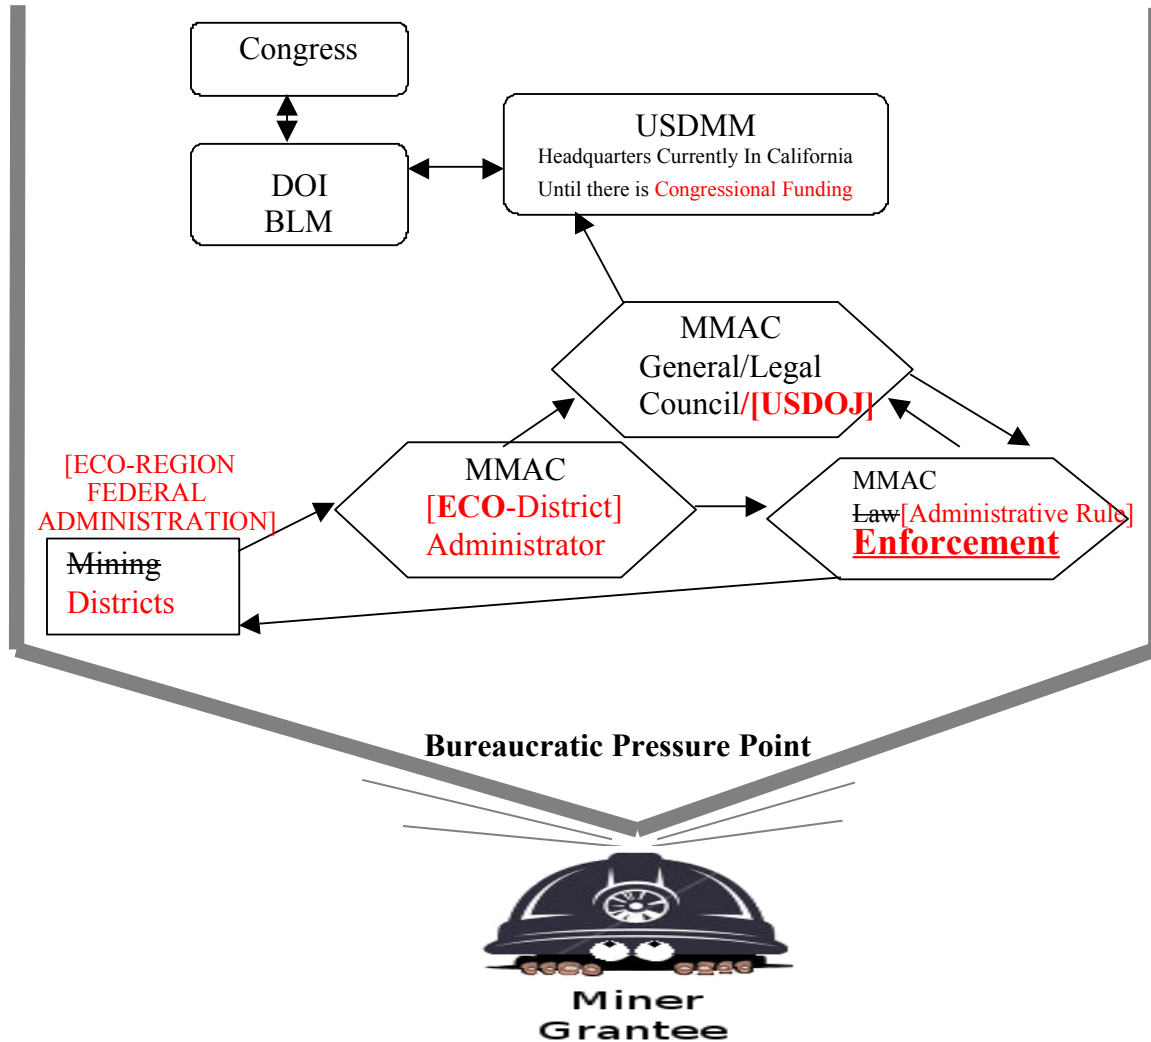 Congress
DOI
BLM
USDMM
Headquarters Currently In California
Until there is Congressional Funding
MMAC
General/Legal
Council/[USDOJ]
[ECO-REGION
FEDERAL
ADMINISTRATION]
Mining
Districts
MMAC
[ECO-District]
Administrator
MMAC
Law[Administrative Rule]
Enforcement
Bureaucratic Pressure Point
Miner
Grantee